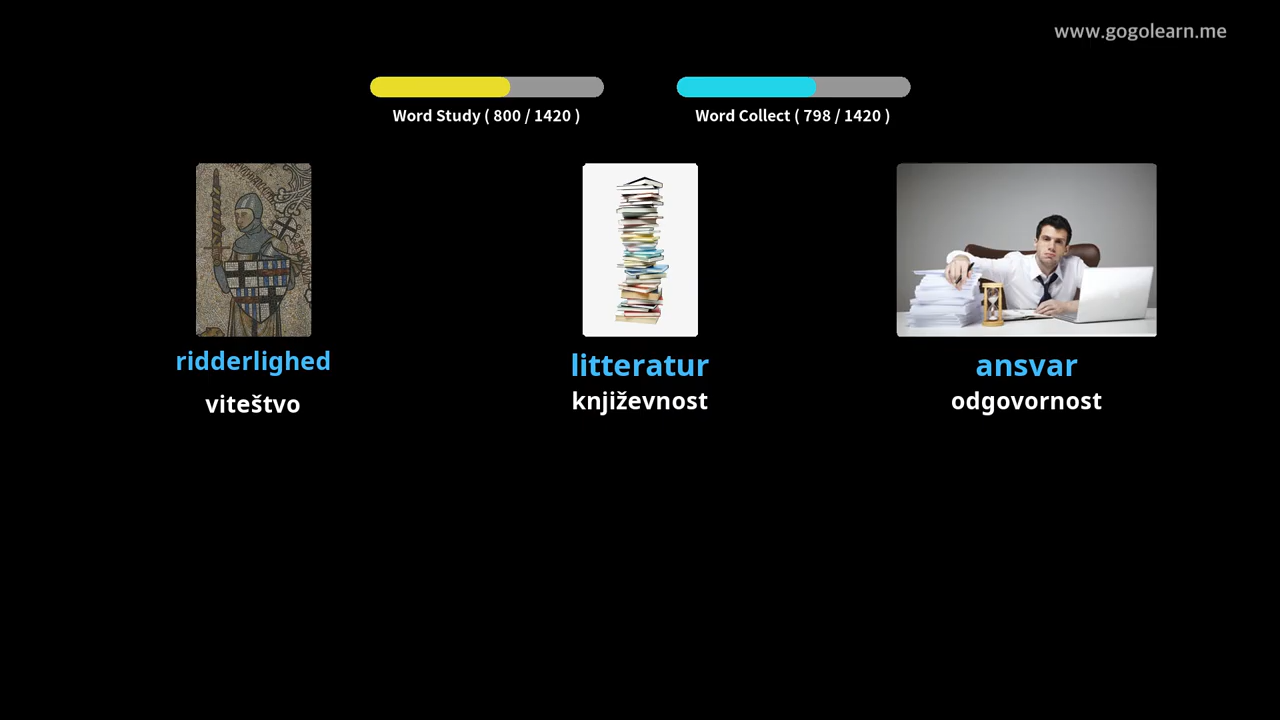 www.gogolearn.me
Word Study ( 800 / 1420 )
Word Collect ( 798 / 1420 )
ridderlighed
litteratur
ansvar
viteštvo
književnost
odgovornost